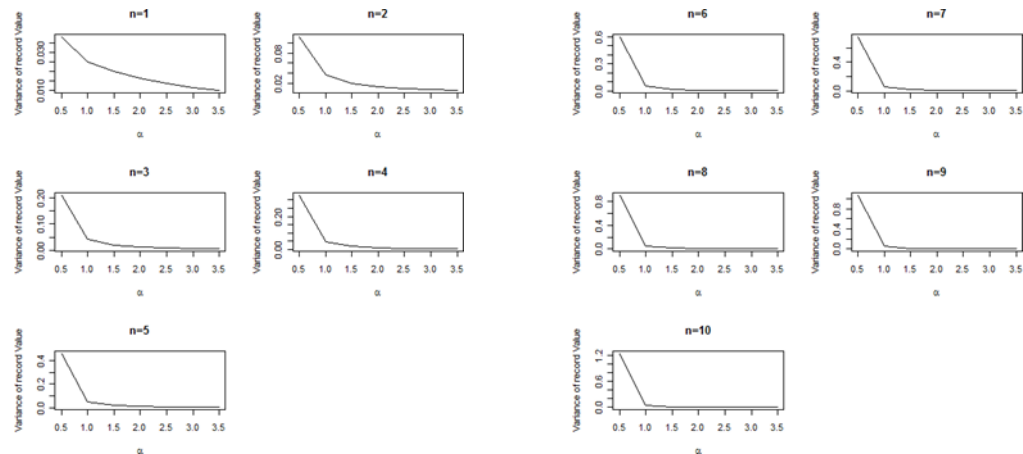 n=1
Variance of record Value
0.010 0.030
0.5 1.0 1.5 2.0 2.5 3.0 3.5
α
n=2
Variance of record Value
0.02 0.08
0.5 1.0 1.5 2.0 2.5 3.0 3.5
α
n=6
Variance of record Value
0.0 0.3 0.6
0.5 1.0 1.5 2.0 2.5 3.0 3.5
α
n=7
Variance of record Value
0.0 0.4
0.5 1.0 1.5 2.0 2.5 3.0 3.5
α
n=3
Variance of record Value
0.00 0.10 0.20
0.5 1.0 1.5 2.0 2.5 3.0 3.5
α
n=4
Variance of record Value
0.00 0.20
0.5 1.0 1.5 2.0 2.5 3.0 3.5
α
n=8
Variance of record Value
0.0 0.4 0.8
0.5 1.0 1.5 2.0 2.5 3.0 3.5
α
n=9
Variance of record Value
0.0 0.4 0.8
0.5 1.0 1.5 2.0 2.5 3.0 3.5
α
n=5
Variance of record Value
0.0 0.2 0.4
0.5 1.0 1.5 2.0 2.5 3.0 3.5
α
n=10
Variance of record Value
0.0 0.6 1.2
0.5 1.0 1.5 2.0 2.5 3.0 3.5
α